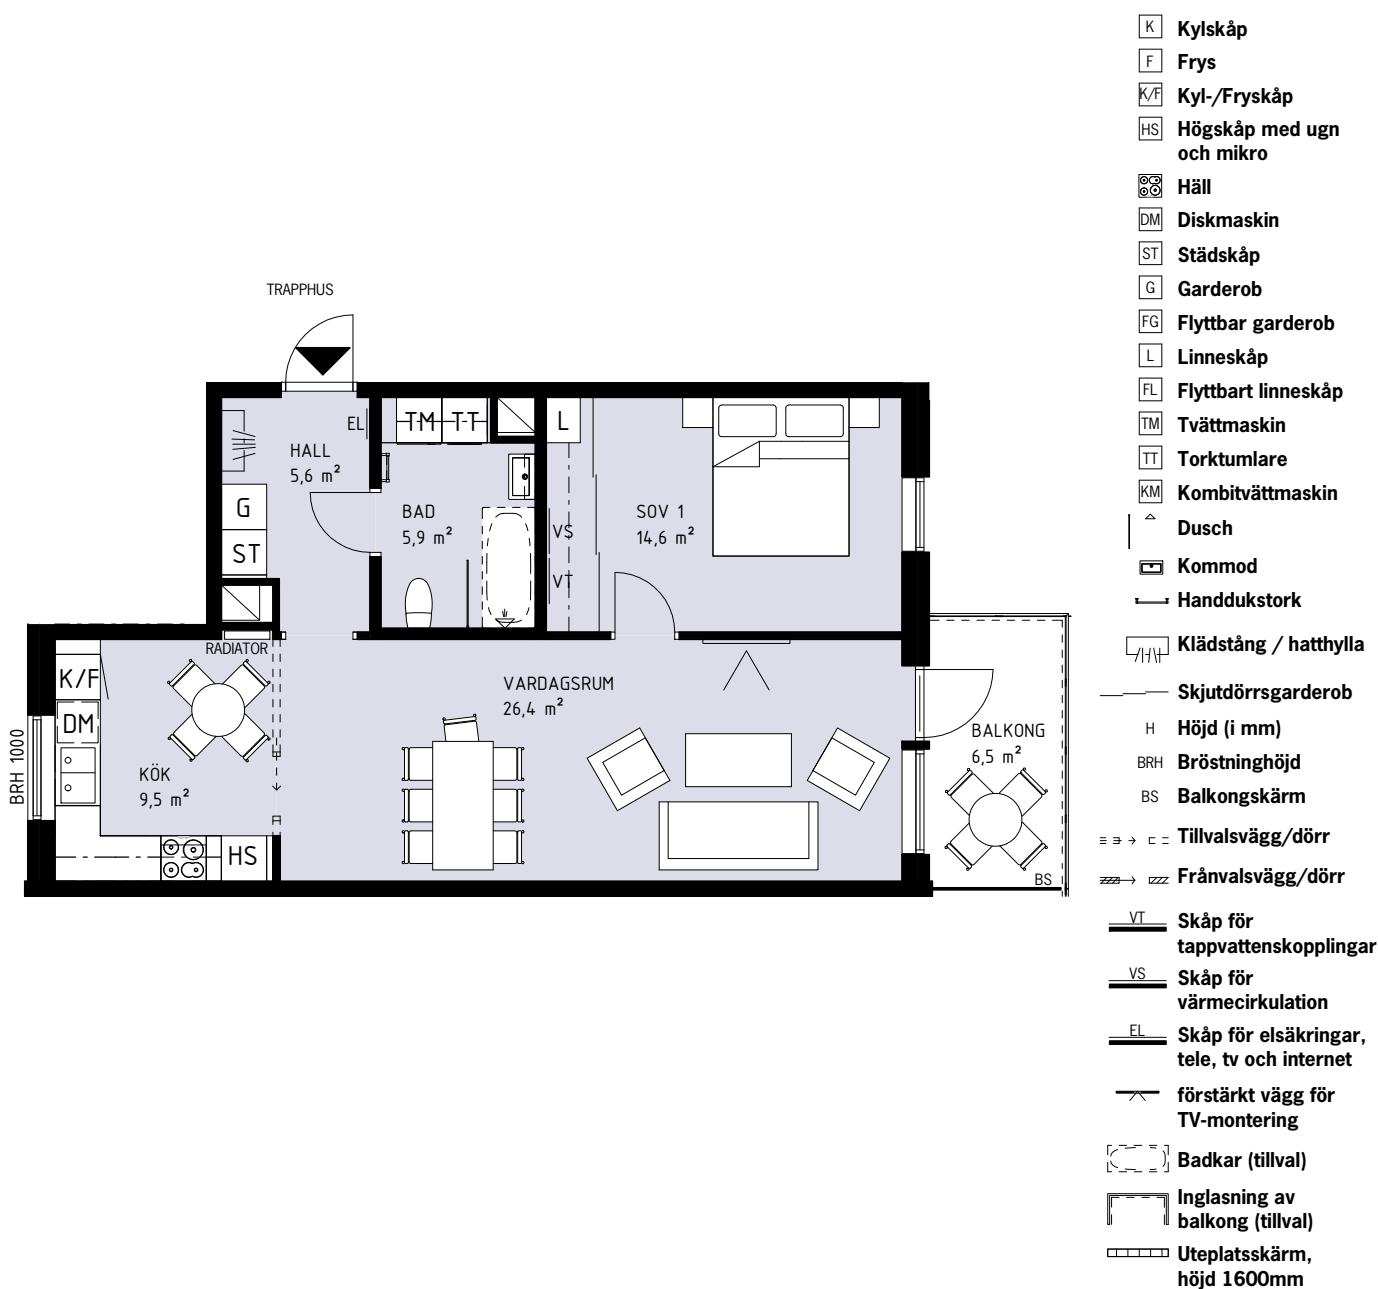 TRAPPHUS
EL
HALL
5,6 m²
TM
TT
L
G
ST
BAD
5,9 m²
VS
VT
SOV 1
14,6 m²
RADIATOR
K/F
DM
BRH 1000
KÖK
9,5 m²
HS
VARDAGSRUM
26,4 m²
BALKONG
6,5 m²
BS
K Kylskåp
F Frys
K/F Kyl-/Fryskåp
HS Högskåp med ugn
och mikro
Häll
DM Diskmaskin
ST Städskåp
G Garderob
FG Flyttbar garderob
L Linneskåp
FL Flyttbart linneskåp
TM Tvättmaskin
TT Torktumlare
KM Kombitvättmaskin
Dusch
Kommod
Handdukstork
Klädstång / hatthylla
Skjutdörrsgarderob
H Höjd (i mm)
BRH Bröstninghöjd
BS Balkongskärm
Tillvalsvägg/dörr
Frånvalsvägg/dörr
VT Skåp för
tappvattenskopplingar
VS Skåp för
värmecirkulation
EL Skåp för elsäkringar,
tele, tv och internet
förstärkt vägg för
TV-montering
Badkar (tillval)
Inglasning av
balkong (tillval)
Uteplatsskärm,
höjd 1600mm